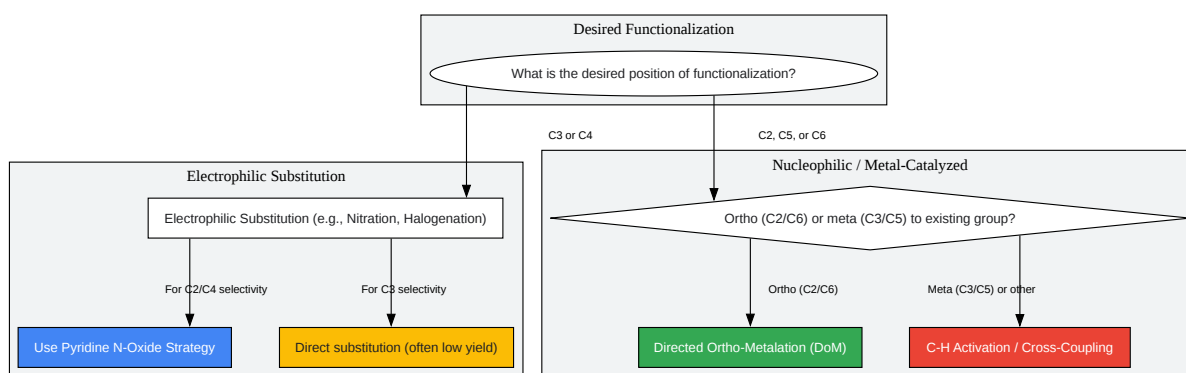 Desired Functionalization
What is the desired position of functionalization?
C3 or C4
C2, C5, or C6
Electrophilic Substitution
Nucleophilic / Metal-Catalyzed
Electrophilic Substitution (e.g., Nitration, Halogenation)
Ortho (C2/C6) or meta (C3/C5) to existing group?
For C2/C4 selectivity
For C3 selectivity
Ortho (C2/C6)
Meta (C3/C5) or other
Use Pyridine N-Oxide Strategy
Direct substitution (often low yield)
Directed Ortho-Metalation (DoM)
C-H Activation / Cross-Coupling